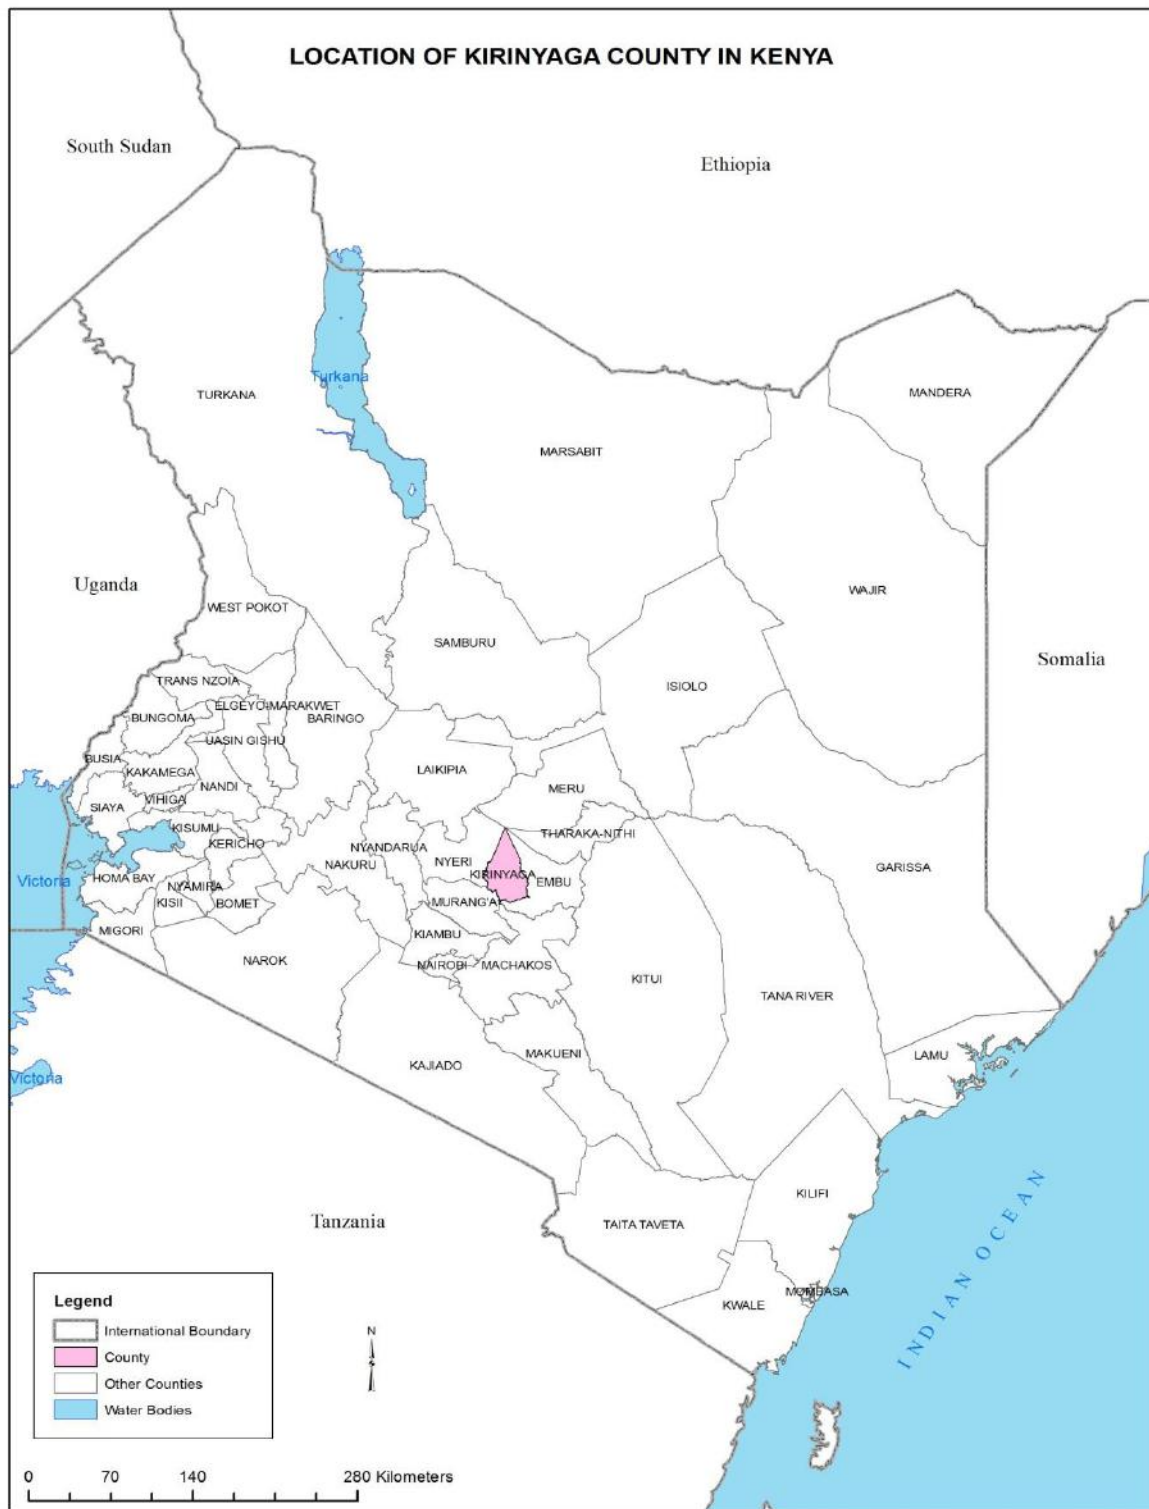 LOCATION OF KIRINYAGA COUNTY IN KENYA
South Sudan
Ethiopia
Turkana
TURKANA
MANDERA
MARSABIT
Uganda
WAJIR
WEST POKOT
SAMBURU
Somalia
TRANS NZOIA
ISIOLO
ELGEYO-MARAKWET
BUNGOMA
BARINGO
UASIN GISHU
BUSIA
KAKAMEGA
LAIKIPIA
NANDI
MERU
SIAYA
VIHIGA
KISUMU
THARAKA-NITHI
KERICHO
NYANDARUA
NYERI
NAKURU
GARISSA
KIRINYAGA
Victoria
HOMA BAY
NYAMIRA
EMBU
KISII
BOMET
MURANG'A
MIGORI
KIAMBU
NAROK
NAIROBI
MACHAKOS
KITUI
TANA RIVER
MAKUENI
LAMU
KAJIADO
Victoria
KILIFI
Tanzania
TAITA TAVETA
INDIAN OCEAN
MOMBASA
KWALE
Legend
International Boundary
County
Other Counties
Water Bodies
N
0 70 140 280 Kilometers